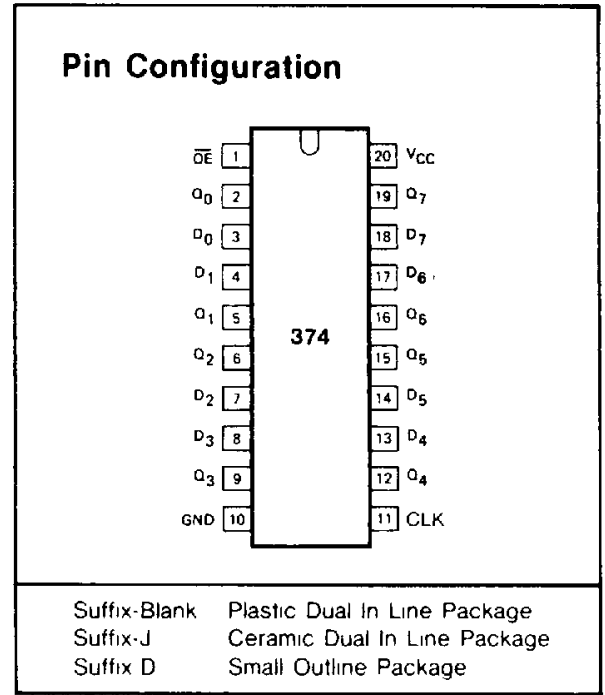 Pin Configuration
O̅E̅ 1 20 VCC
Q0 2 19 Q7
D0 3 18 D7
D1 4 17 D6
Q1 5 16 Q6
374
Q2 6 15 Q5
D2 7 14 D5
D3 8 13 D4
Q3 9 12 Q4
GND 10 11 CLK
Suffix-Blank Plastic Dual In Line Package
Suffix-J Ceramic Dual In Line Package
Suffix D Small Outline Package